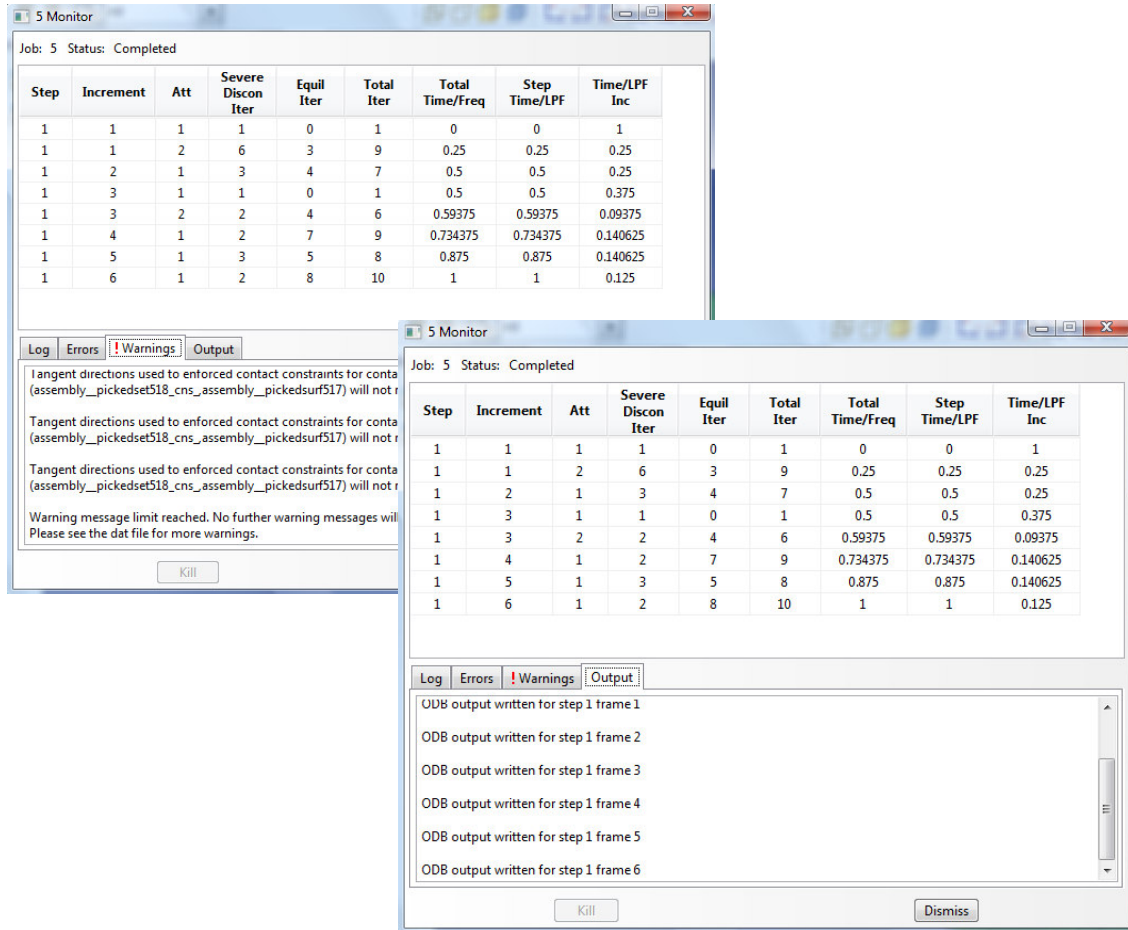 5 Monitor
Job: 5 Status: Completed
Step Increment Att Severe Discon Iter Equil Iter Total Iter Total Time/Freq Step Time/LPF Time/LPF Inc
1 1 1 1 0 1 0 0 1
1 1 2 6 3 9 0.25 0.25 0.25
1 2 1 3 4 7 0.5 0.5 0.25
1 3 1 1 0 1 0.5 0.5 0.375
1 3 2 2 4 6 0.59375 0.59375 0.09375
1 4 1 2 7 9 0.734375 0.734375 0.140625
1 5 1 3 5 8 0.875 0.875 0.140625
1 6 1 2 8 10 1 1 0.125
Log Errors ! Warnings Output
Tangent directions used to enforced contact constraints for conta
(assembly__pickedset518_cns_,assembly__pickedsurf517) will not r
Tangent directions used to enforced contact constraints for conta
(assembly__pickedset518_cns_,assembly__pickedsurf517) will not r
Tangent directions used to enforced contact constraints for conta
(assembly__pickedset518_cns_,assembly__pickedsurf517) will not r
Warning message limit reached. No further warning messages wil
Please see the dat file for more warnings.
Kill
5 Monitor
Job: 5 Status: Completed
Step Increment Att Severe Discon Iter Equil Iter Total Iter Total Time/Freq Step Time/LPF Time/LPF Inc
1 1 1 1 0 1 0 0 1
1 1 2 6 3 9 0.25 0.25 0.25
1 2 1 3 4 7 0.5 0.5 0.25
1 3 1 1 0 1 0.5 0.5 0.375
1 3 2 2 4 6 0.59375 0.59375 0.09375
1 4 1 2 7 9 0.734375 0.734375 0.140625
1 5 1 3 5 8 0.875 0.875 0.140625
1 6 1 2 8 10 1 1 0.125
Log Errors ! Warnings Output
ODB output written for step 1 frame 1
ODB output written for step 1 frame 2
ODB output written for step 1 frame 3
ODB output written for step 1 frame 4
ODB output written for step 1 frame 5
ODB output written for step 1 frame 6
Kill Dismiss